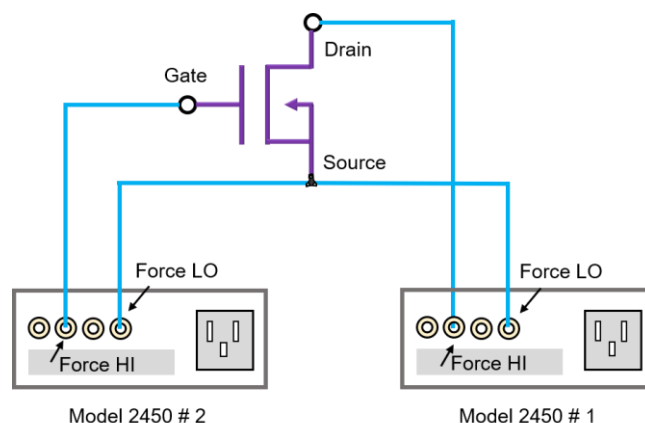 Drain
Gate
Source
Force LO
Force LO
Force HI
Force HI
Model 2450 # 2
Model 2450 # 1